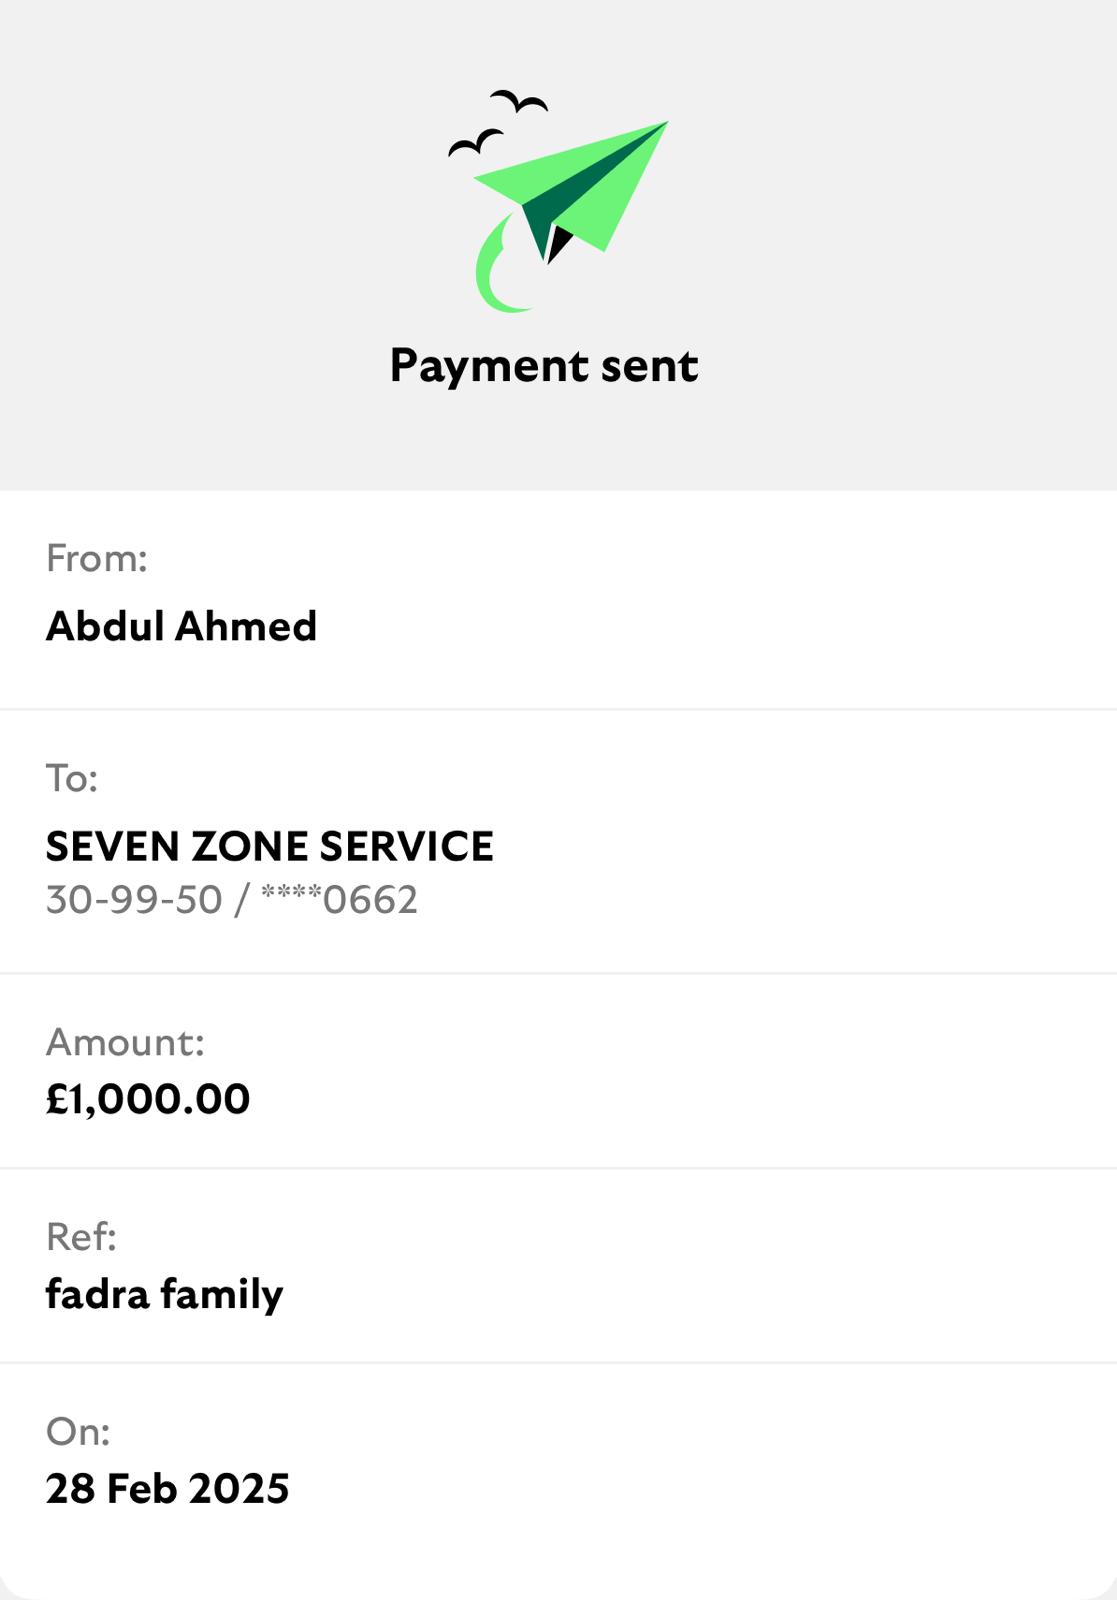 Payment sent
From:
Abdul Ahmed
To:
SEVEN ZONE SERVICE
30-99-50 / ****0662
Amount:
£1,000.00
Ref:
fadra family
On:
28 Feb 2025